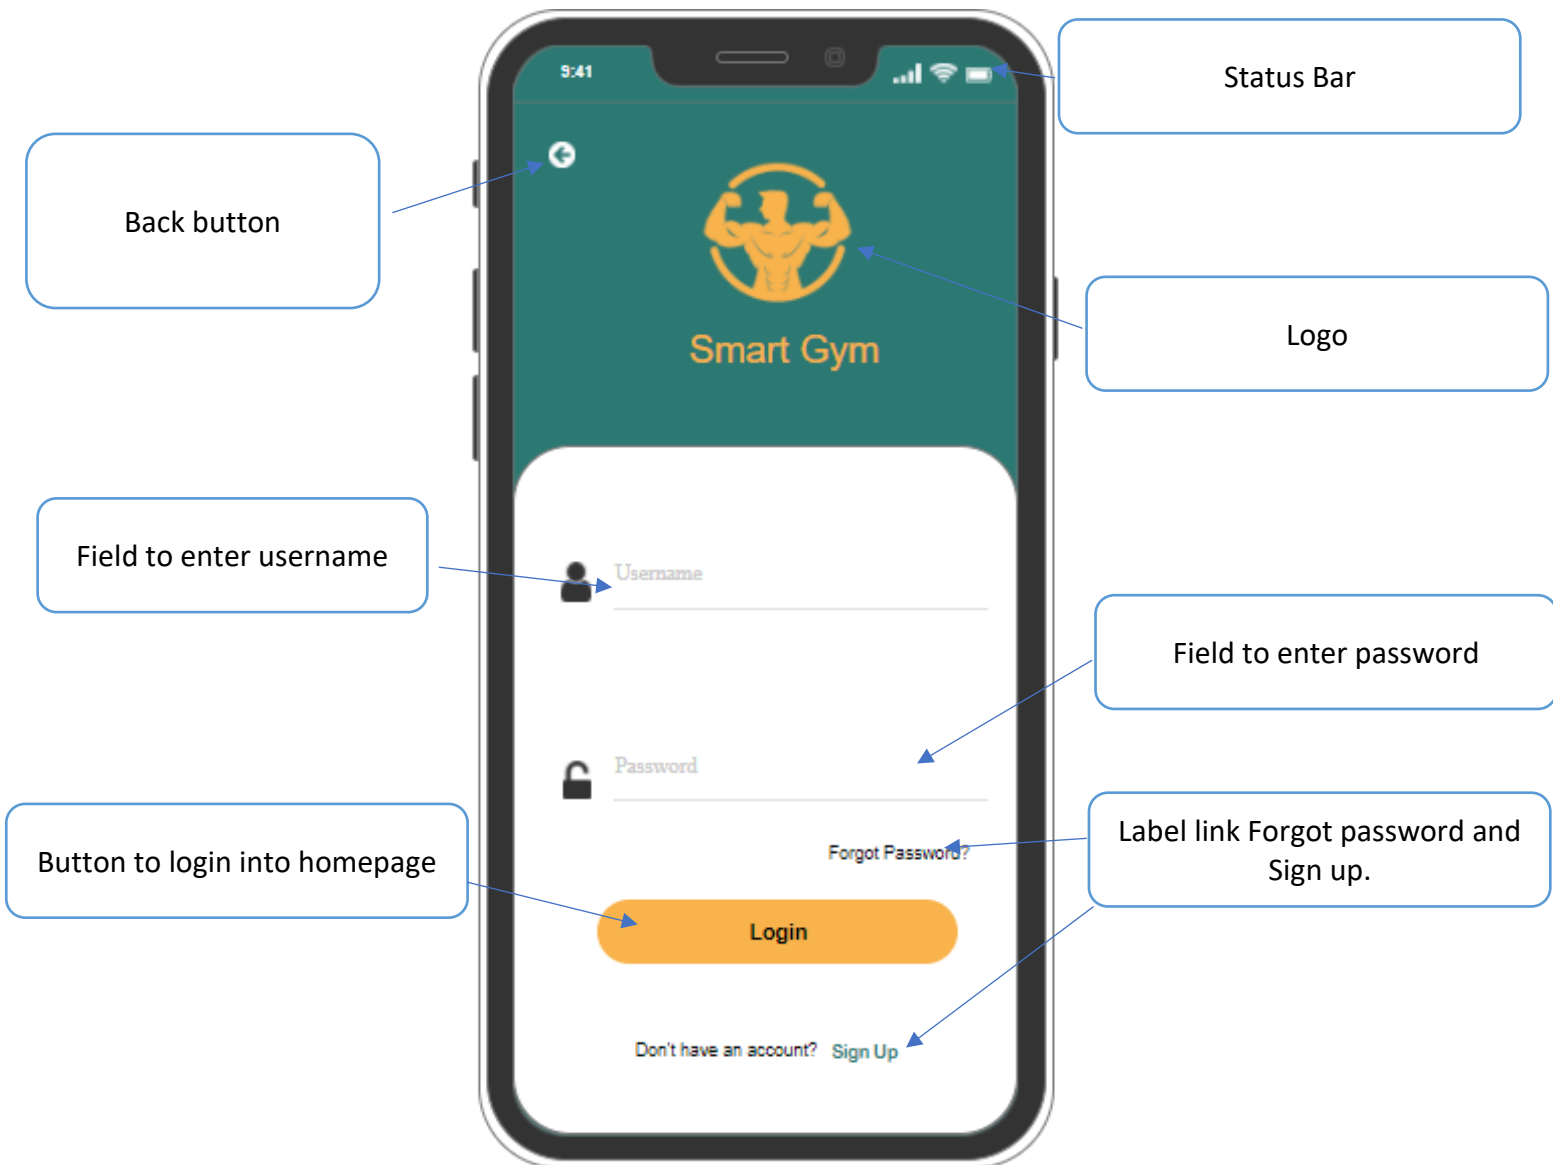 9:41
Status Bar
Back button
Logo
Smart Gym
Field to enter username
Username
Field to enter password
Password
Label link Forgot password and
Sign up.
Forgot Password?
Button to login into homepage
Login
Don't have an account? Sign Up